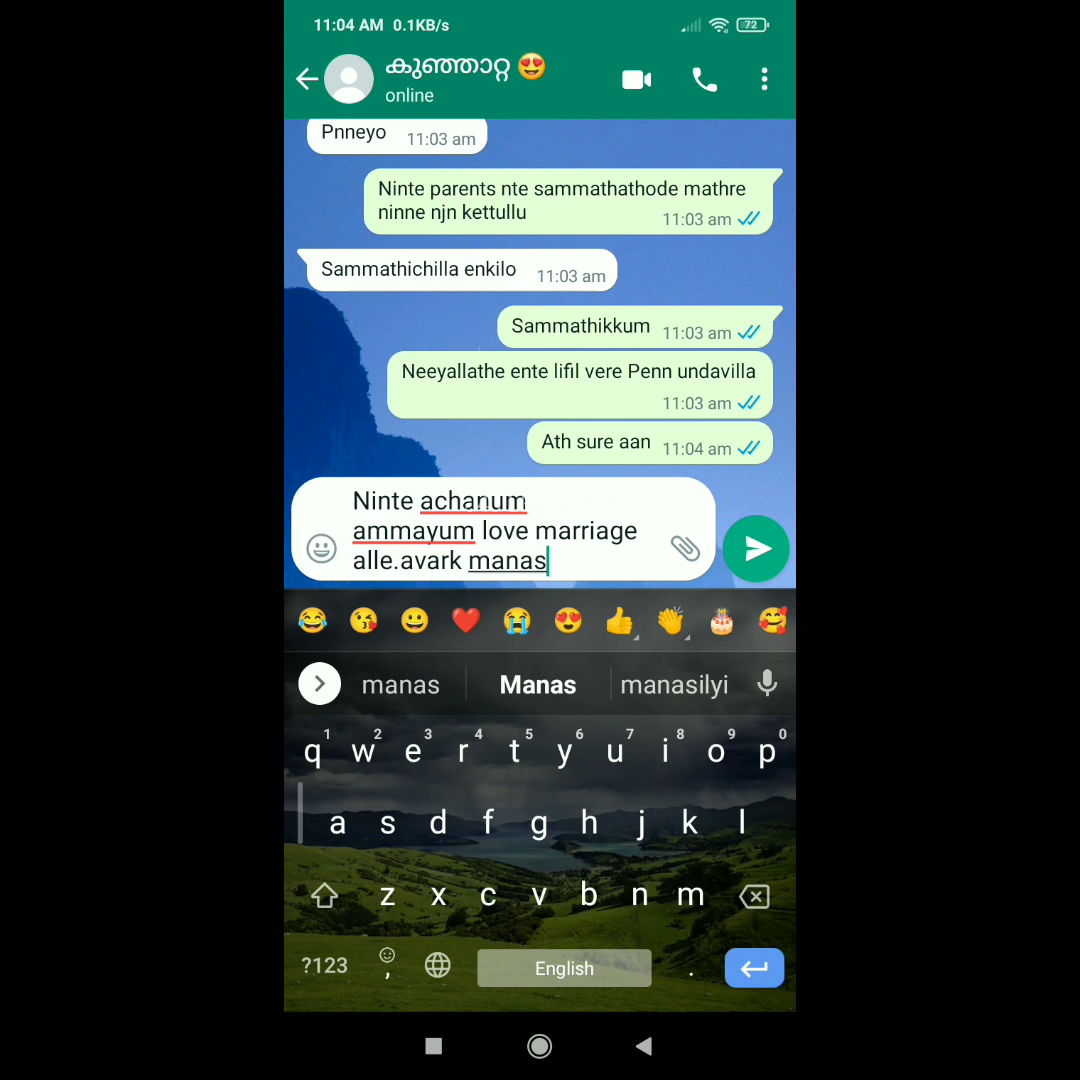 11:04 AM 0.1KB/s
72
കുഞ്ഞാറ്റ 😍
online
Pnneyo 11:03 am
Ninte parents nte sammathathode mathre
ninne njn kettullu 11:03 am
Sammathichilla enkilo 11:03 am
Sammathikkum 11:03 am
Neeyallathe ente lifil vere Penn undavilla
11:03 am
Ath sure aan 11:04 am
Ninte achanum
ammayum love marriage
alle.avark manas
😂 😘 😀 ❤️ 😭 😍 👍 👏 🎂 🥰
manas Manas manasilyi
1 2 3 4 5 6 7 8 9 0
q w e r t y u i o p
a s d f g h j k l
z x c v b n m
?123 , English .